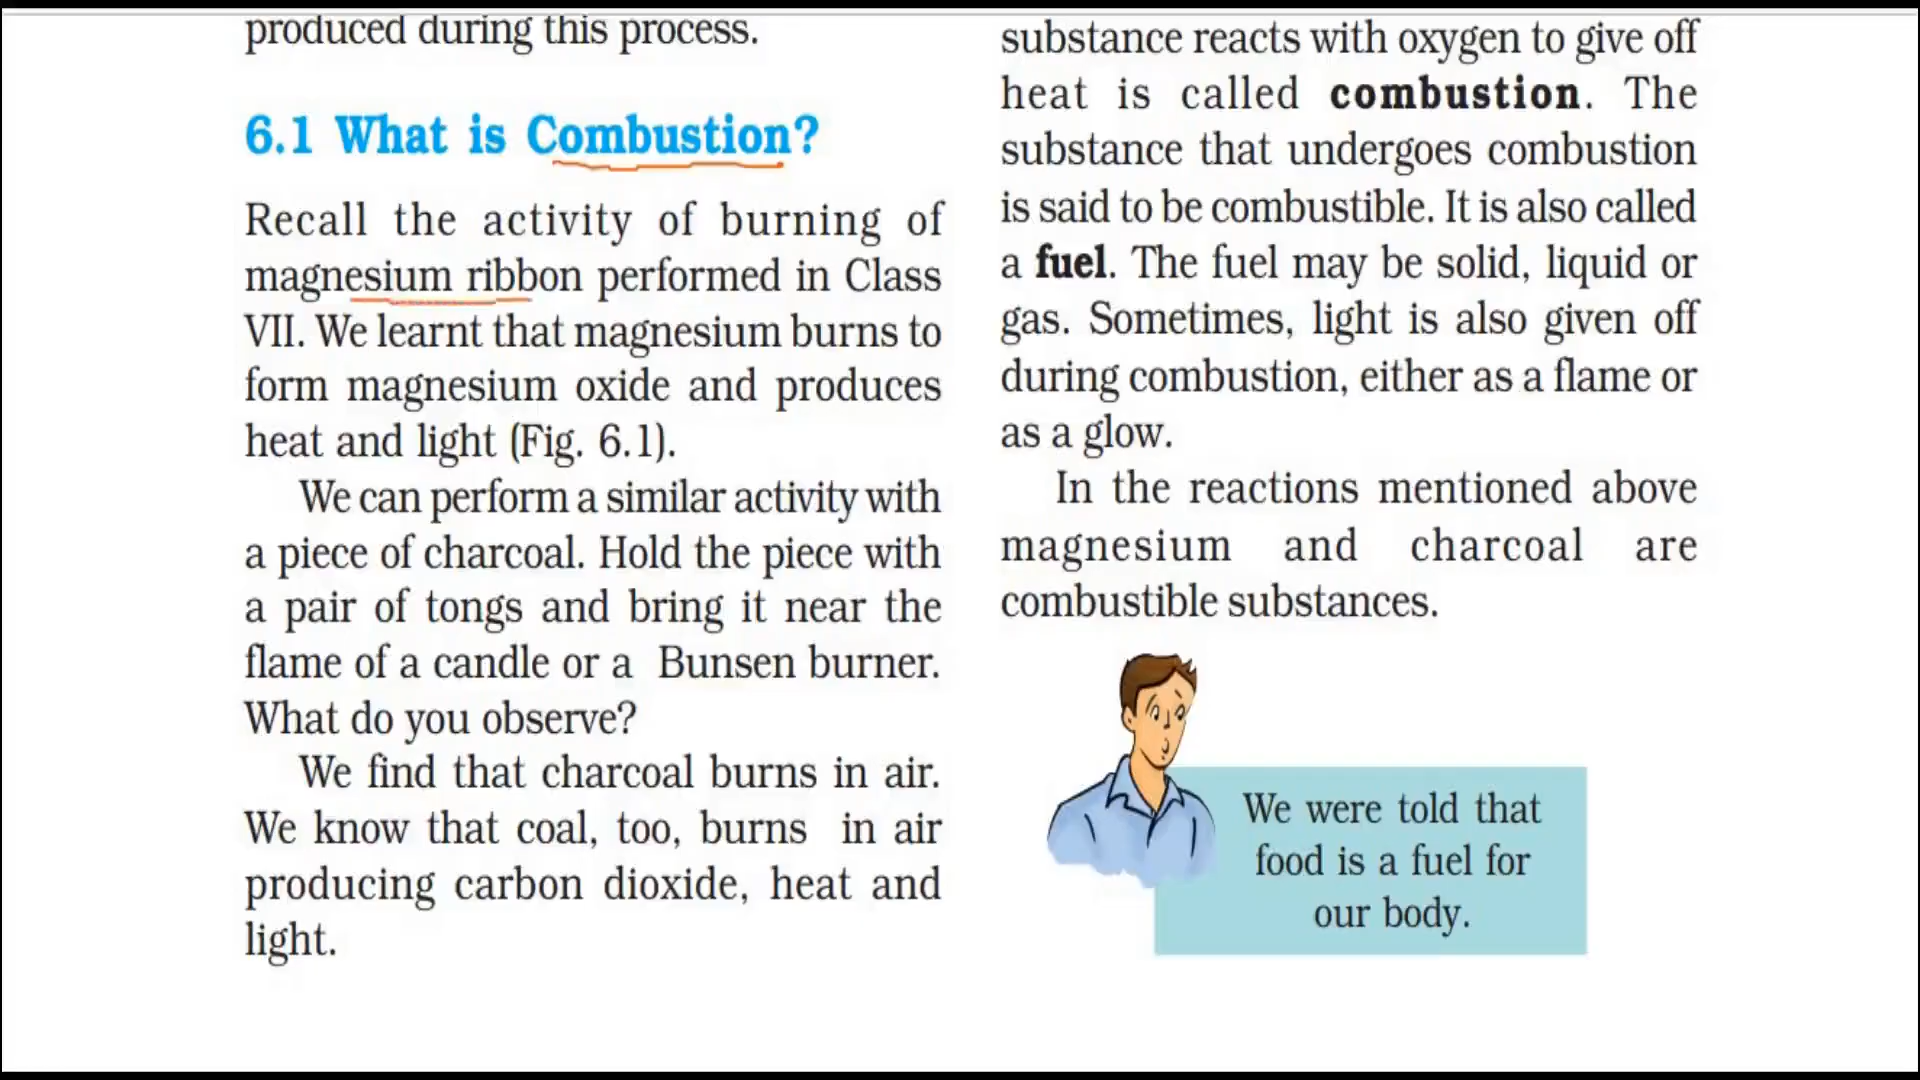 produced during this process.
6.1 What is Combustion?
Recall the activity of burning of
magnesium ribbon performed in Class
VII. We learnt that magnesium burns to
form magnesium oxide and produces
heat and light (Fig. 6.1).
We can perform a similar activity with
a piece of charcoal. Hold the piece with
a pair of tongs and bring it near the
flame of a candle or a Bunsen burner.
What do you observe?
We find that charcoal burns in air.
We know that coal, too, burns in air
producing carbon dioxide, heat and
light.
substance reacts with oxygen to give off
heat is called combustion. The
substance that undergoes combustion
is said to be combustible. It is also called
a fuel. The fuel may be solid, liquid or
gas. Sometimes, light is also given off
during combustion, either as a flame or
as a glow.
In the reactions mentioned above
magnesium and charcoal are
combustible substances.
We were told that
food is a fuel for
our body.